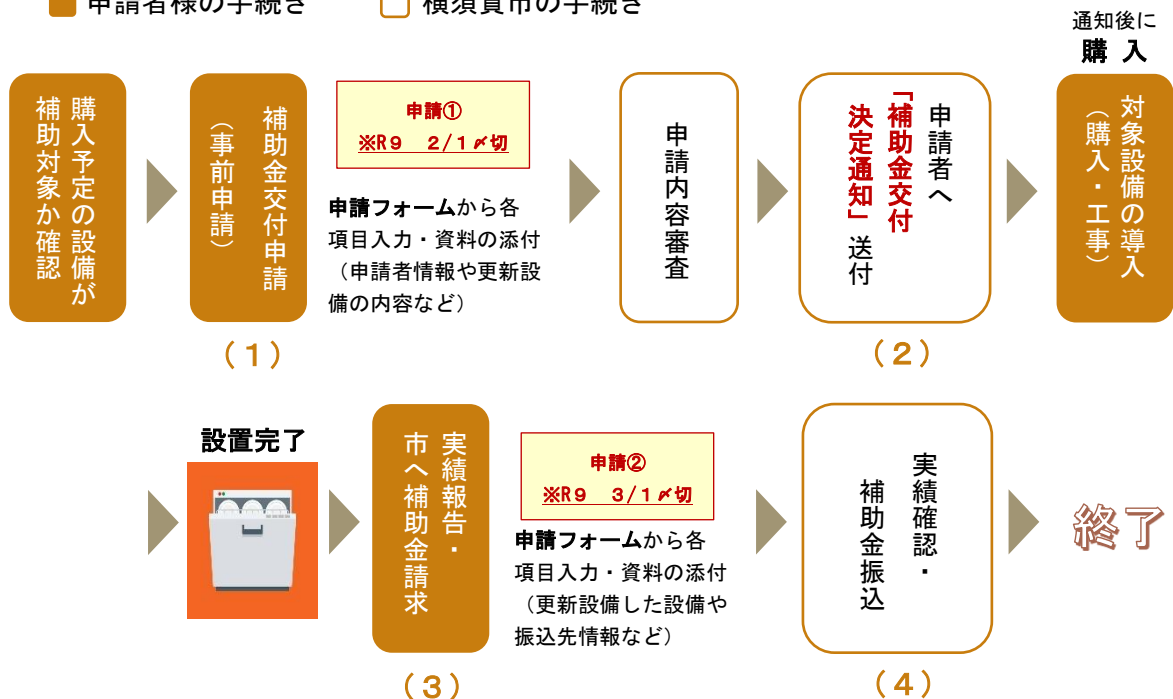 申請者様の手続き
横須賀市の手続き
通知後に
購 入
購入予定の設備が
補助対象か確認
補助金交付申請
（事前申請）
申請①
※R9　2/1〆切
申請フォームから各
項目入力・資料の添付
（申請者情報や更新設
備の内容など）
申請内容審査
申請者へ
「補助金交付
決定通知」送付
対象設備の導入
（購入・工事）
（１）
（２）
設置完了
実績報告・
市へ補助金請求
申請②
※R9　3/1〆切
申請フォームから各
項目入力・資料の添付
（更新設備した設備や
振込先情報など）
実績確認・
補助金振込
終了
（３）
（４）